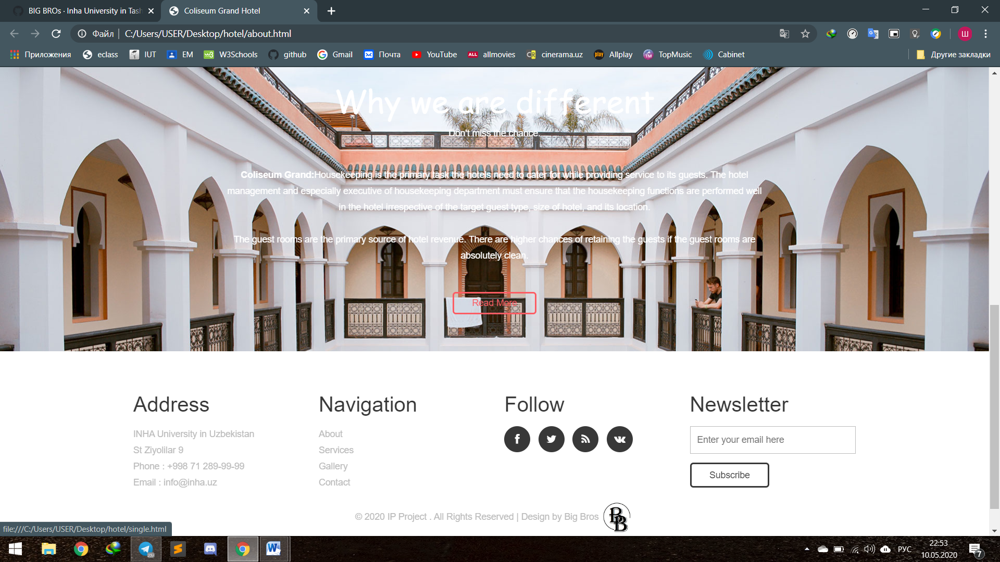 BIG BROs · Inha University in Tash
Coliseum Grand Hotel
Файл
C:/Users/USER/Desktop/hotel/about.html
Ш
Приложения
eclass
IUT
EM
W3Schools
github
Gmail
Почта
YouTube
ALL
allmovies
CR
cinerama.uz
play
Allplay
TM
TopMusic
Cabinet
Другие закладки
Why we are different
Don't miss the chance.
Coliseum Grand:Housekeeping is the primary task the hotels need to cater for while providing service to its guests. The hotel
management and especially executive of housekeeping department must ensure that the housekeeping functions are performed well
in the hotel irrespective of the target guest type, size of hotel, and its location.
The guest rooms are the primary source of hotel revenue. There are higher chances of retaining the guests if the guest rooms are
absolutely clean.
Read More
Address
INHA University in Uzbekistan
St Ziyolilar 9
Phone : +998 71 289-99-99
Email : info@inha.uz
Navigation
About
Services
Gallery
Contact
Follow
Newsletter
Enter your email here
Subscribe
© 2020 IP Project . All Rights Reserved | Design by Big Bros
BB
file:///C:/Users/USER/Desktop/hotel/single.html
397
РУС
22:53
10.05.2020
7